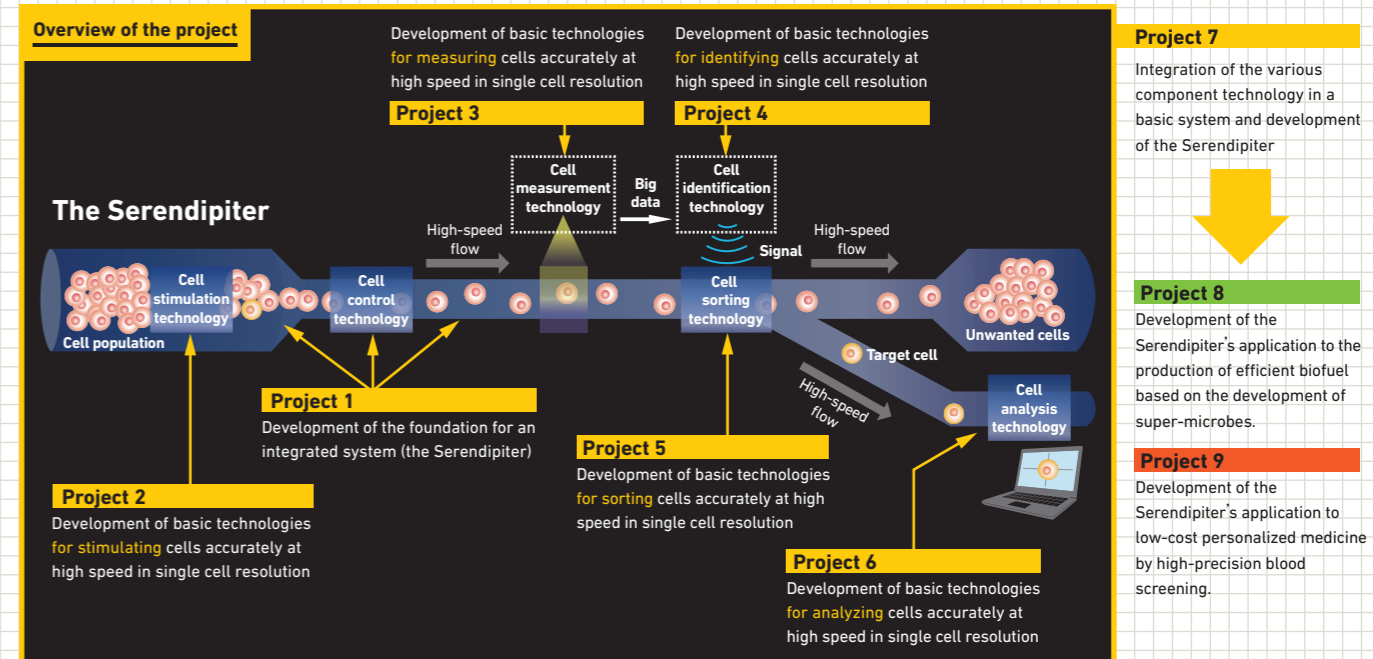 Overview of the project
Development of basic technologies
for measuring cells accurately at
high speed in single cell resolution
Project 3
Development of basic technologies
for identifying cells accurately at
high speed in single cell resolution
Project 4
The Serendipiter
Cell
measurement
technology
Big
data
Cell
identification
technology
High-speed
flow
Signal
High-speed
flow
Cell
stimulation
technology
Cell population
Cell
control
technology
Cell
sorting
technology
Unwanted cells
Target cell
High-speed
flow
Cell
analysis
technology
Project 1
Development of the foundation for an
integrated system (the Serendipiter)
Project 2
Development of basic technologies
for stimulating cells accurately at
high speed in single cell resolution
Project 5
Development of basic technologies
for sorting cells accurately at high
speed in single cell resolution
Project 6
Development of basic technologies
for analyzing cells accurately at
high speed in single cell resolution
Project 7
Integration of the various
component technology in a
basic system and development
of the Serendipiter
Project 8
Development of the
Serendipiter's application to the
production of efficient biofuel
based on the development of
super-microbes.
Project 9
Development of the
Serendipiter's application to
low-cost personalized medicine
by high-precision blood
screening.